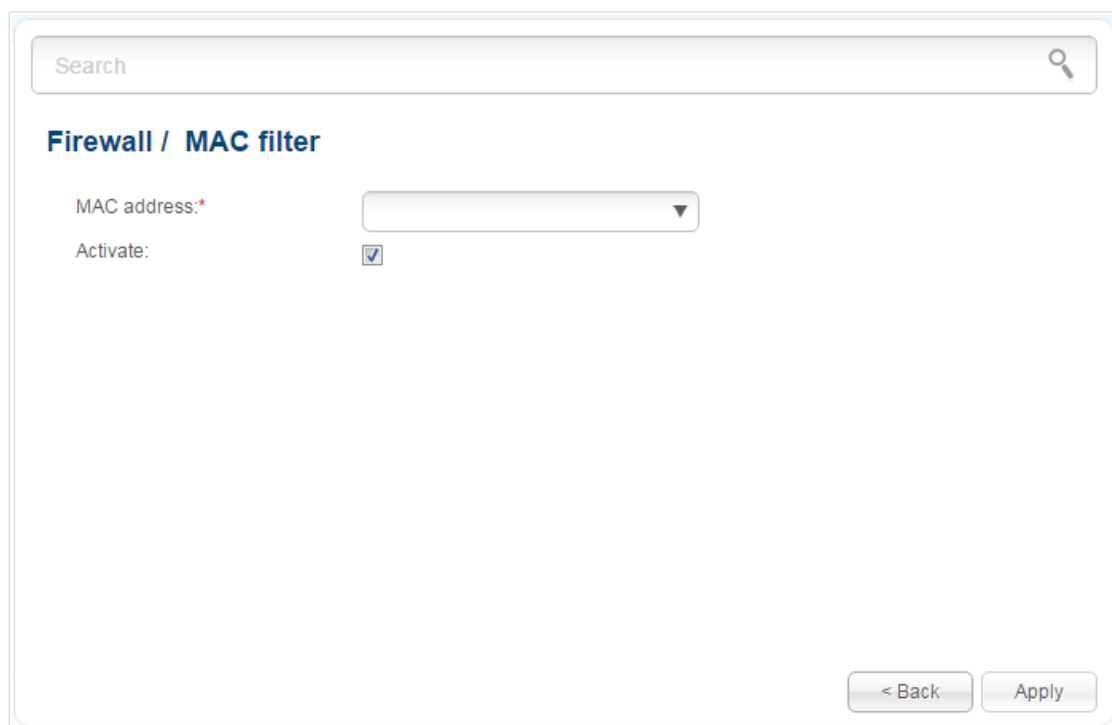 Search
Firewall / MAC filter
MAC address:*
Activate:
< Back Apply